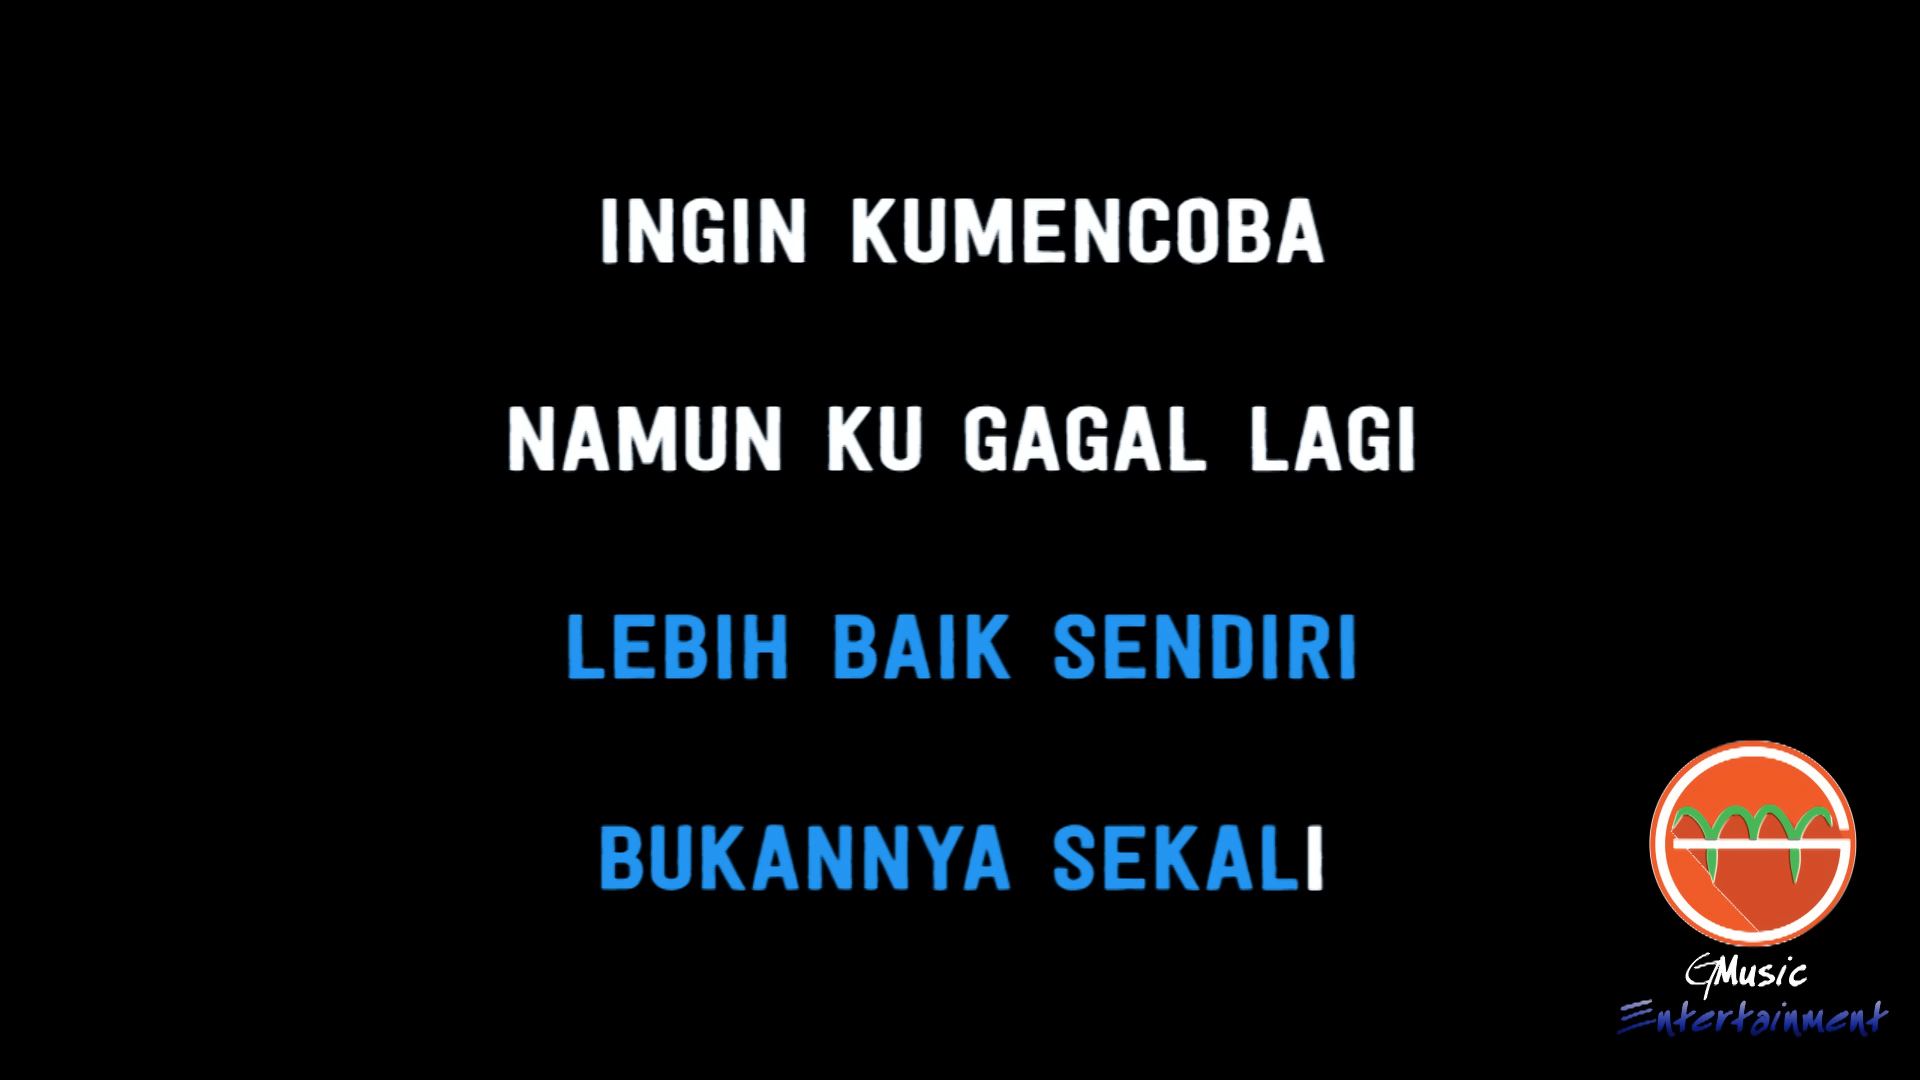 INGIN KUMENCOBA
NAMUN KU GAGAL LAGI
LEBIH BAIK SENDIRI
BUKANNYA SEKALI
GMusic
Entertainment